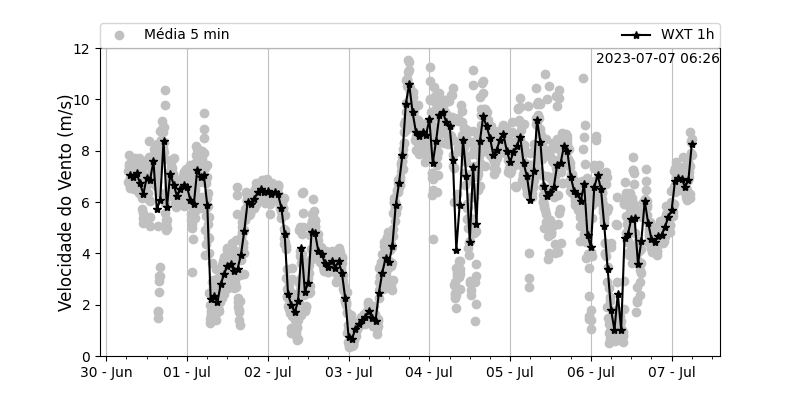 Média 5 min
WXT 1h
2023-07-07 06:26
Velocidade do Vento (m/s)
12
10
8
6
4
2
0
30 - Jun
01 - Jul
02 - Jul
03 - Jul
04 - Jul
05 - Jul
06 - Jul
07 - Jul